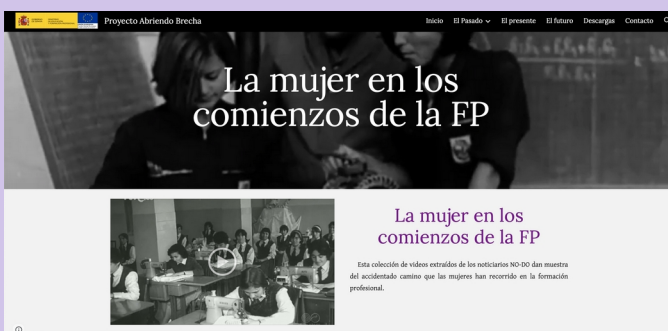 Proyecto Abriendo Brecha
Inicio El Pasado El presente El futuro Descargas Contacto
La mujer en los
comienzos de la FP
La mujer en los
comienzos de la FP
Esta colección de videos extraídos de los noticiarios NO-DO dan muestra
del accidentado camino que las mujeres han recorrido en la formación
profesional.